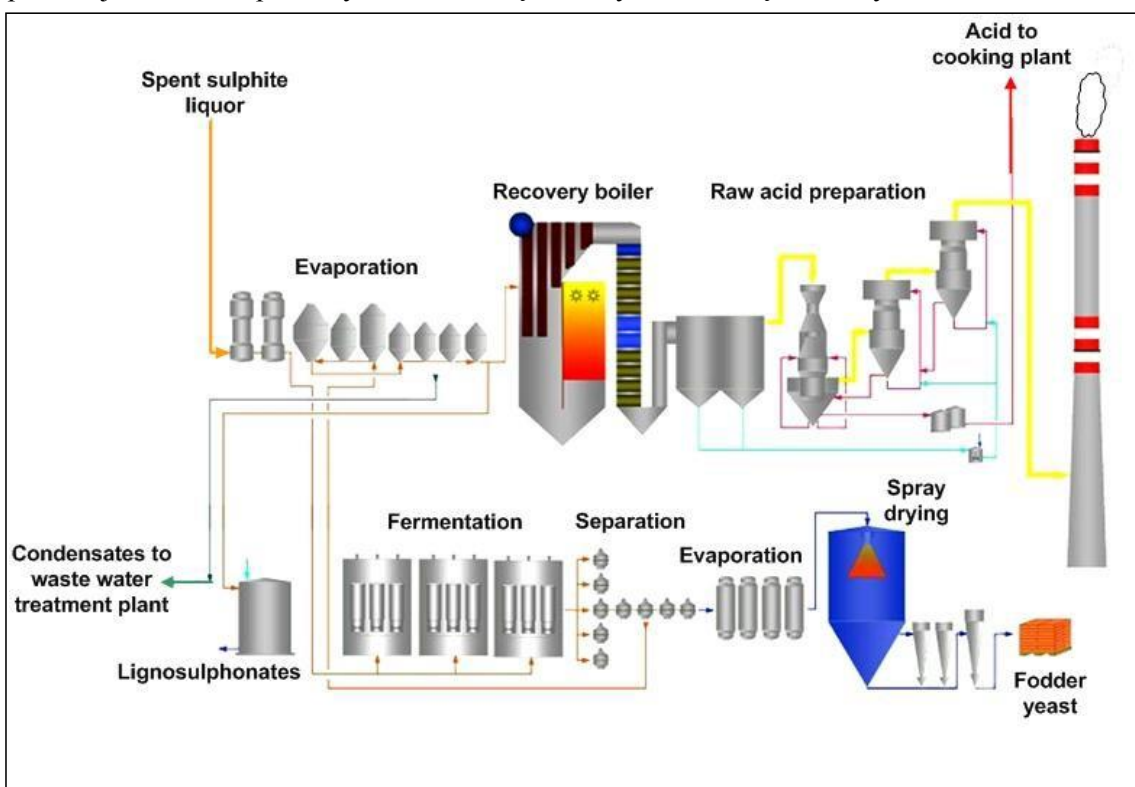 Acid to
cooking plant
Spent sulphite
liquor
Recovery boiler
Raw acid preparation
Evaporation
Spray
drying
Fermentation
Separation
Evaporation
Condensates to
waste water
treatment plant
Lignosulphonates
Fodder
yeast